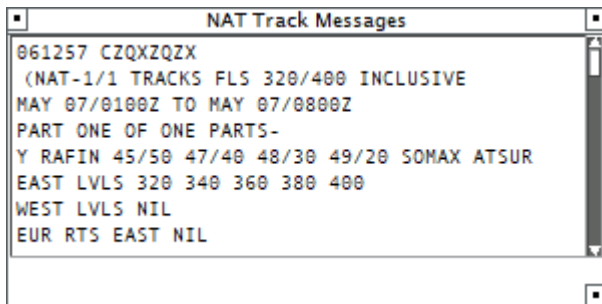 NAT Track Messages
061257 CZQXZQZX
(NAT-1/1 TRACKS FLS 320/400 INCLUSIVE
MAY 07/0100Z TO MAY 07/0800Z
PART ONE OF ONE PARTS-
Y RAFIN 45/50 47/40 48/30 49/20 SOMAX ATSUR
EAST LVLS 320 340 360 380 400
WEST LVLS NIL
EUR RTS EAST NIL